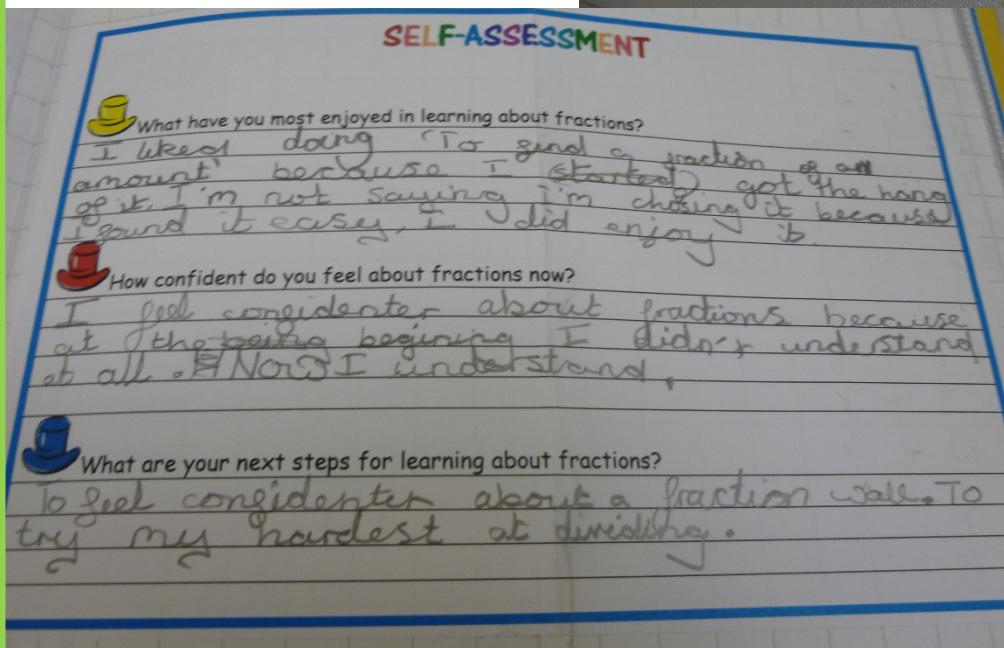 SELF-ASSESSMENT
What have you most enjoyed in learning about fractions?
I liked doing 'To find a fraction of an
amount' because I started got the hang
of it. I'm not saying I'm chosing it because
I found it easy, I did enjoy it.
How confident do you feel about fractions now?
I feel confidenter about fractions because
at the being begining I didn't understand
at all. Now I understand.
What are your next steps for learning about fractions?
To feel confidenter about a fraction wall. To
try my hardest at dividing.